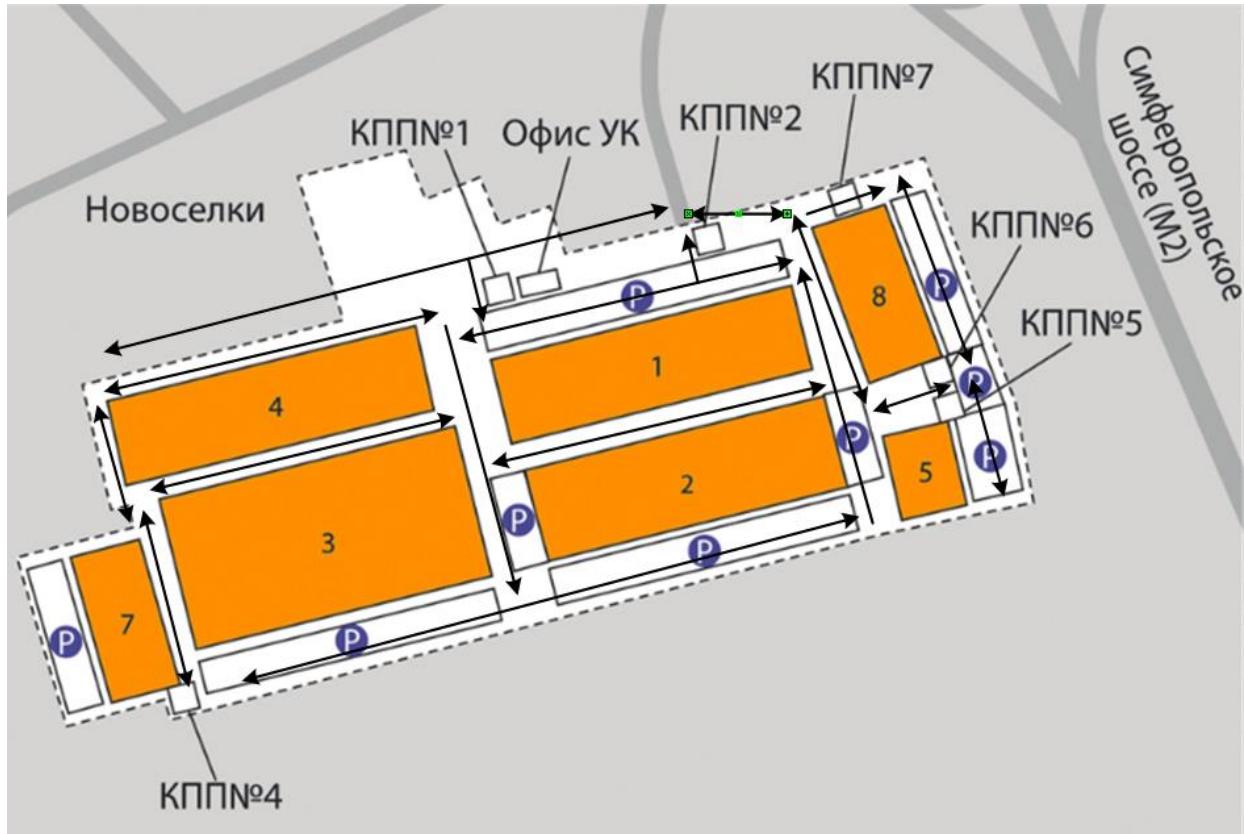 КПП№7
Симферопольское
шоссе (М2)
КПП№1
Офис УК
КПП№2
Новоселки
КПП№6
P
P
8
КПП№5
1
P
4
P
2
P
5
P
3
P
P
7
P
P
КПП№4